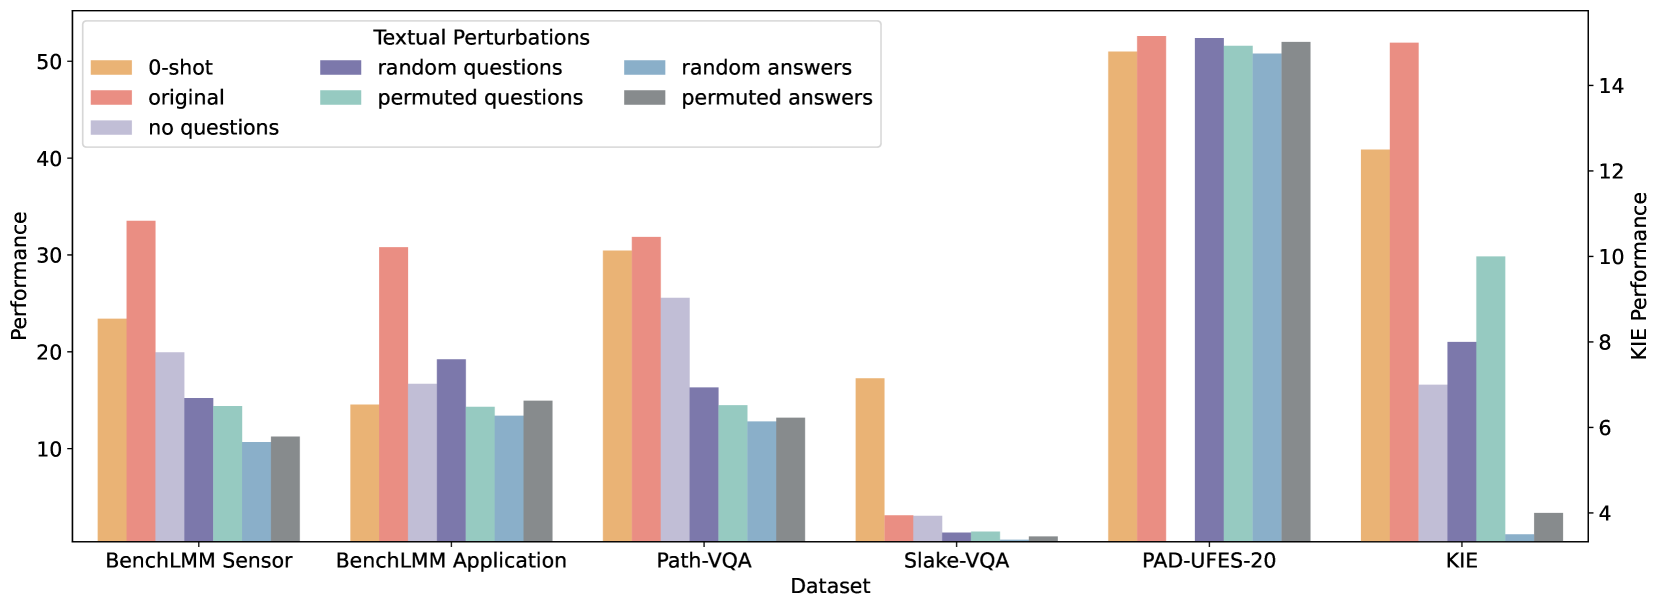 Textual Perturbations
0-shot
original
no questions
random questions
permuted questions
random answers
permuted answers
Performance
50
40
30
20
10
KIE Performance
14
12
10
8
6
4
BenchLMM Sensor
BenchLMM Application
Path-VQA
Slake-VQA
PAD-UFES-20
KIE
Dataset